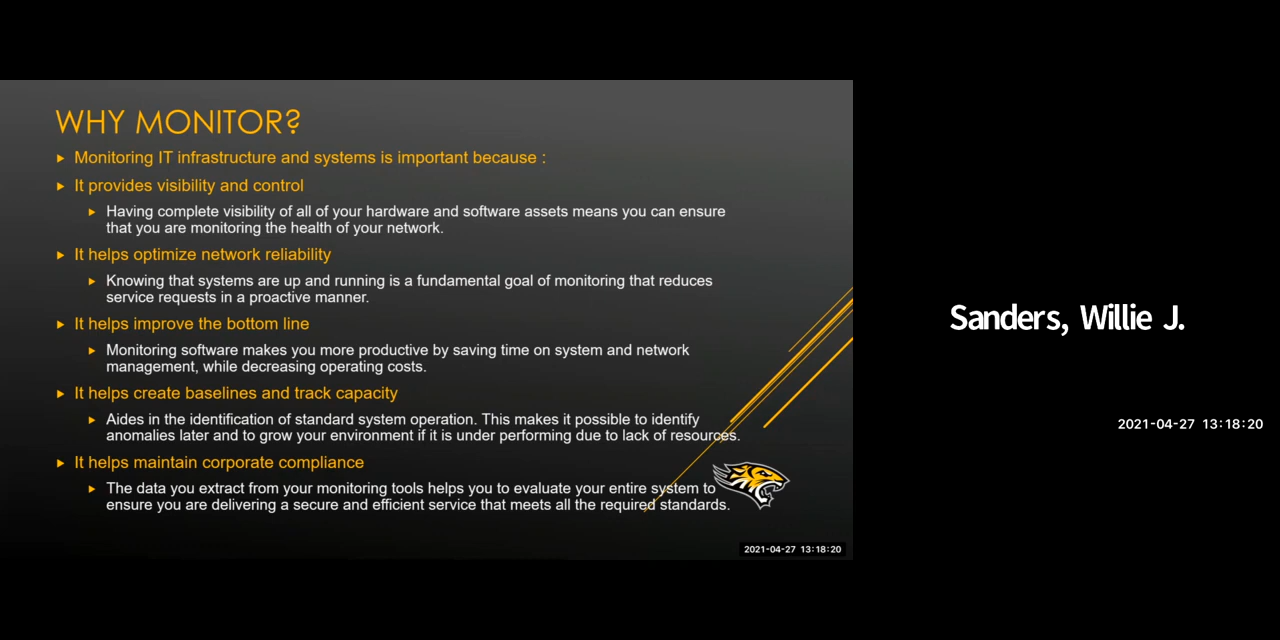 WHY MONITOR?
Monitoring IT infrastructure and systems is important because :
It provides visibility and control
Having complete visibility of all of your hardware and software assets means you can ensure
that you are monitoring the health of your network.
It helps optimize network reliability
Knowing that systems are up and running is a fundamental goal of monitoring that reduces
service requests in a proactive manner.
It helps improve the bottom line
Monitoring software makes you more productive by saving time on system and network
management, while decreasing operating costs.
It helps create baselines and track capacity
Aides in the identification of standard system operation. This makes it possible to identify
anomalies later and to grow your environment if it is under performing due to lack of resources.
It helps maintain corporate compliance
The data you extract from your monitoring tools helps you to evaluate your entire system to
ensure you are delivering a secure and efficient service that meets all the required standards.
2021-04-27 13:18:20
Sanders, Willie J.
2021-04-27 13:18:20